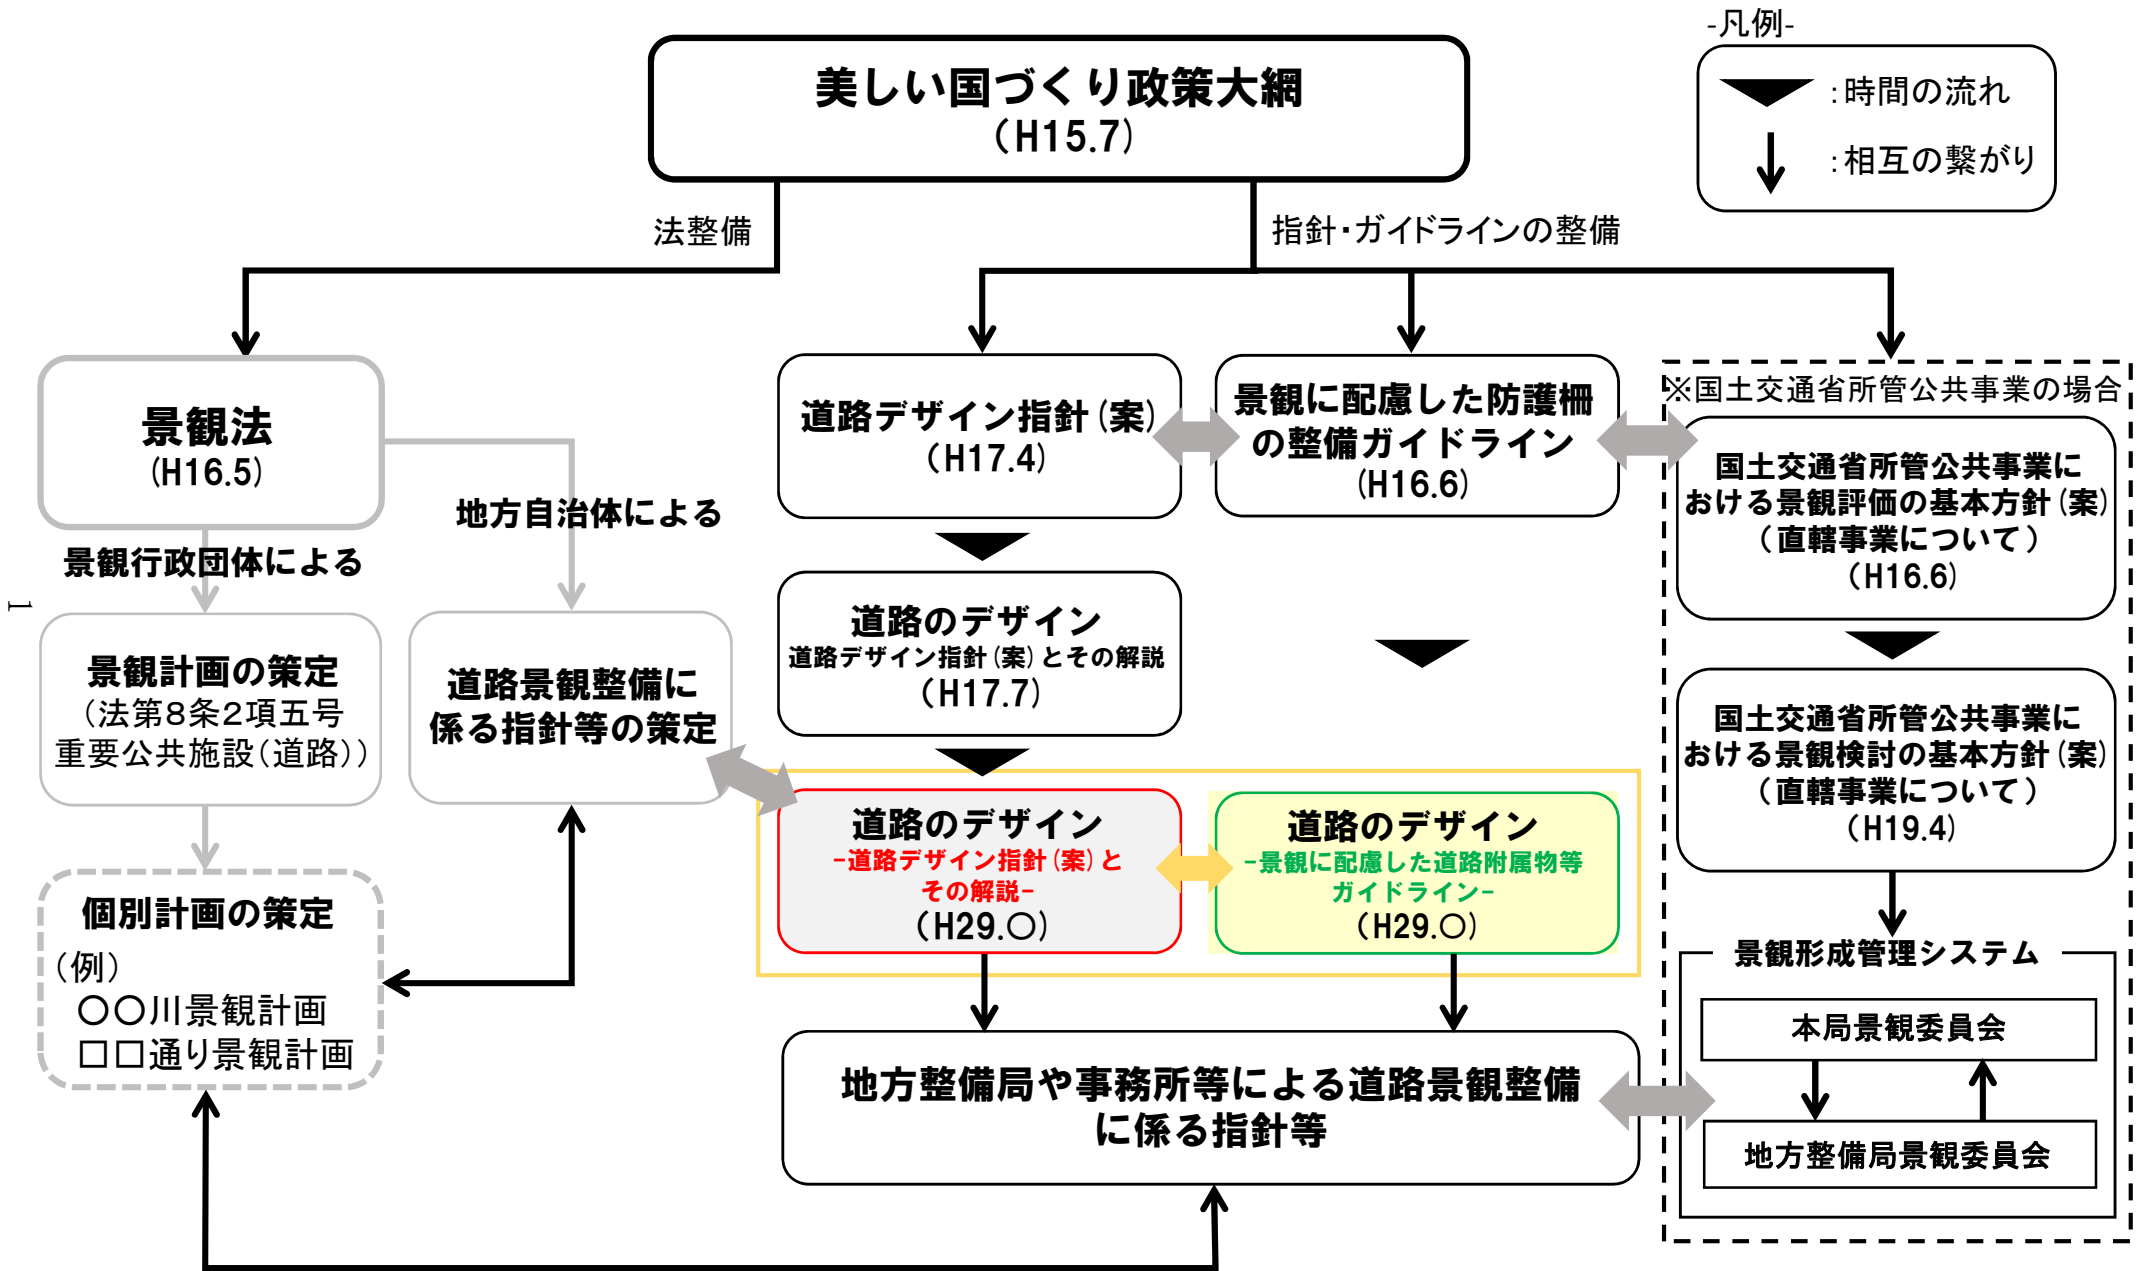 -凡例-
：時間の流れ
：相互の繋がり
美しい国づくり政策大綱
（H15.7）
法整備
指針・ガイドラインの整備
景観法
（H16.5）
景観行政団体による
地方自治体による
景観計画の策定
（法第８条２項五号
重要公共施設（道路））
道路景観整備に
係る指針等の策定
個別計画の策定
（例）
○○川景観計画
□□通り景観計画
道路デザイン指針（案）
（H17.4）
道路のデザイン
道路デザイン指針（案）とその解説
（H17.7）
景観に配慮した防護柵
の整備ガイドライン
（H16.6）
道路のデザイン
-道路デザイン指針（案）と
その解説-
（H29.○）
道路のデザイン
-景観に配慮した道路附属物等
ガイドライン-
（H29.○）
地方整備局や事務所等による道路景観整備
に係る指針等
※国土交通省所管公共事業の場合
国土交通省所管公共事業に
おける景観評価の基本方針（案）
（直轄事業について）
（H16.6）
国土交通省所管公共事業に
おける景観検討の基本方針（案）
（直轄事業について）
（H19.4）
景観形成管理システム
本局景観委員会
地方整備局景観委員会
1